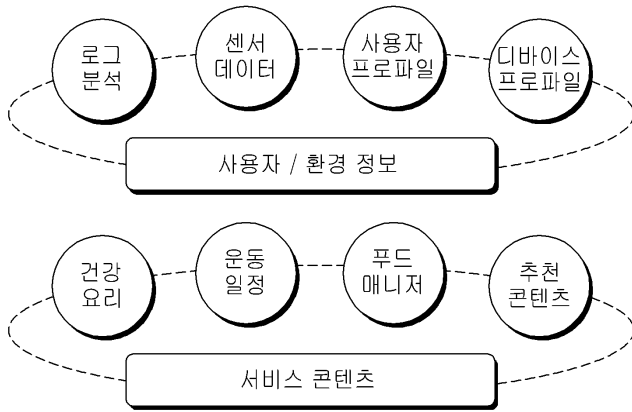 로그
분석
센서
데이터
사용자
프로파일
디바이스
프로파일
사용자 / 환경 정보
건강
요리
운동
일정
푸드
매니저
추천
콘텐츠
서비스 콘텐츠